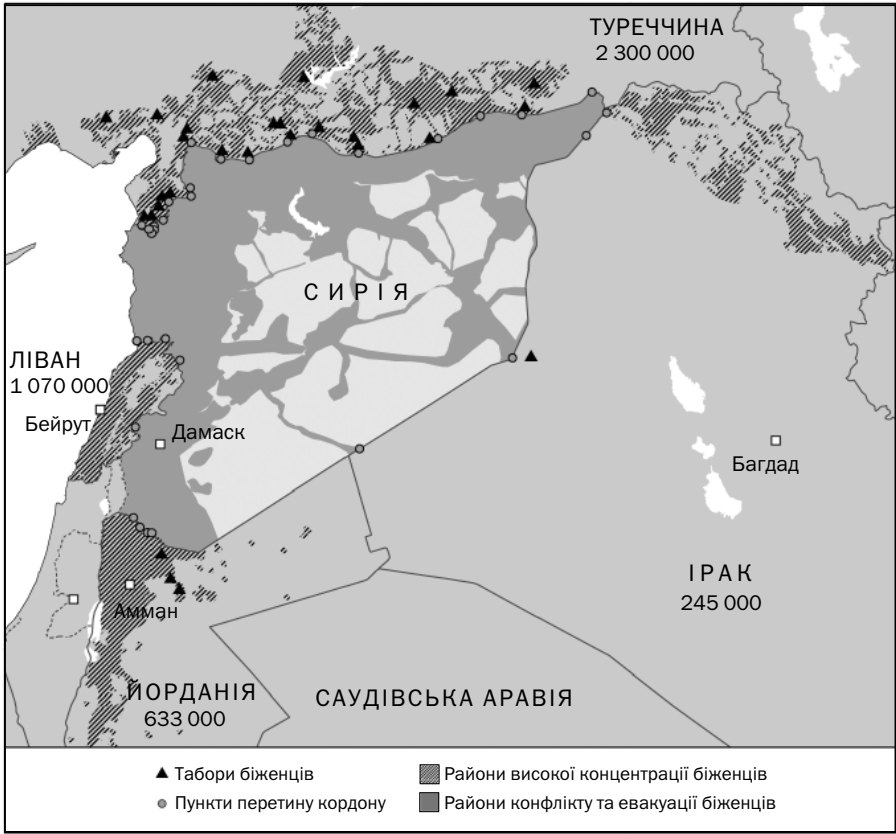 ТУРЕЧЧИНА
2 300 000
СИРІЯ
ЛІВАН
1 070 000
Бейрут
Дамаск
Багдад
ІРАК
245 000
Амман
ЙОРДАНІЯ
633 000
САУДІВСЬКА АРАВІЯ
Табори біженців
Райони високої концентрації біженців
Пункти перетину кордону
Райони конфлікту та евакуації біженців